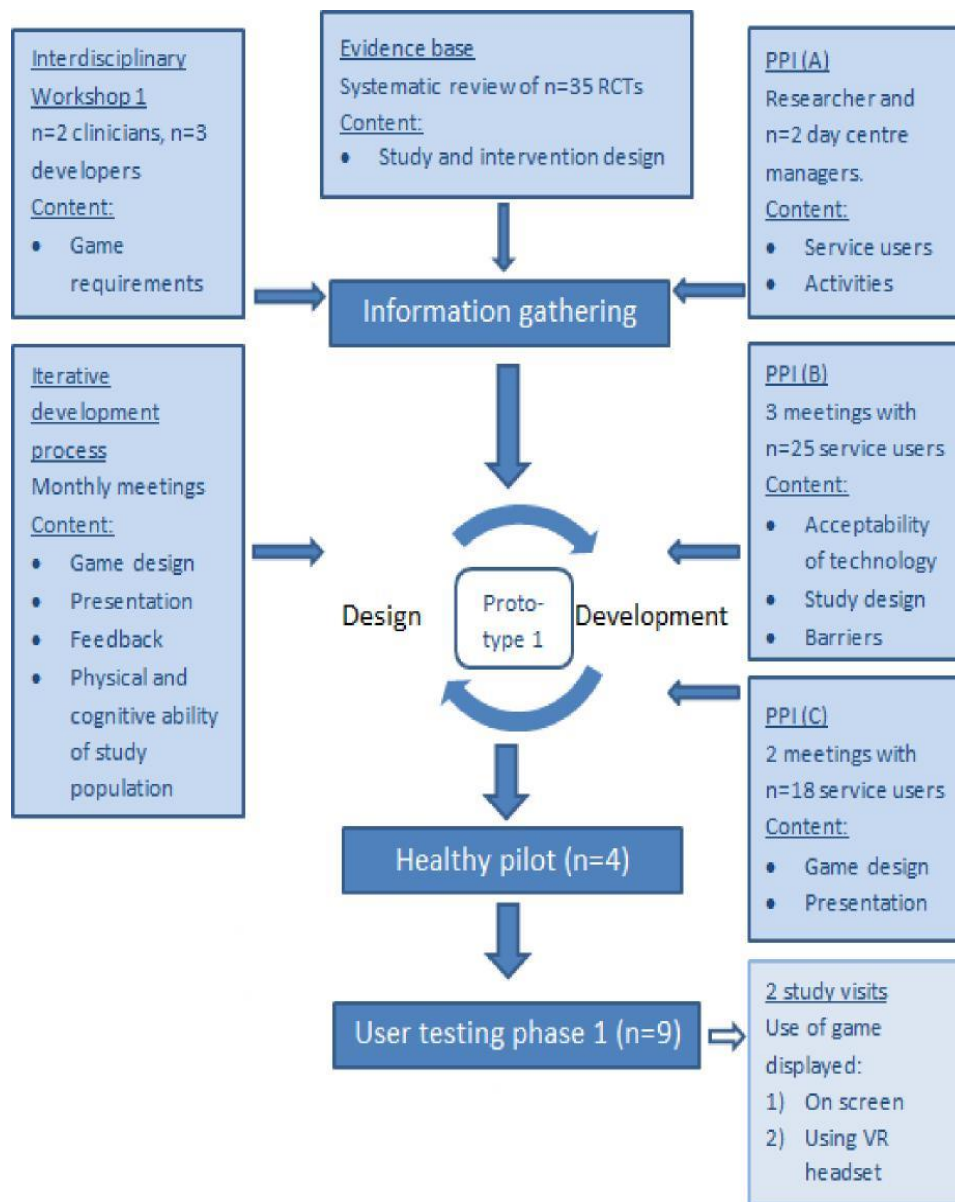 Interdisciplinary
Workshop 1
n=2 clinicians, n=3
developers
Content:
• Game
requirements
Evidence base
Systematic review of n=35 RCTs
Content:
• Study and intervention design
PPI (A)
Researcher and
n=2 day centre
managers.
Content:
• Service users
• Activities
Information gathering
Iterative
development
process
Monthly meetings
Content:
• Game design
• Presentation
• Feedback
• Physical and
cognitive ability
of study
population
Design
Proto-
type 1
Development
PPI (B)
3 meetings with
n=25 service users
Content:
• Acceptability
of technology
• Study design
• Barriers
PPI (C)
2 meetings with
n=18 service users
Content:
• Game design
• Presentation
Healthy pilot (n=4)
User testing phase 1 (n=9)
2 study visits
Use of game
displayed:
1) On screen
2) Using VR
headset